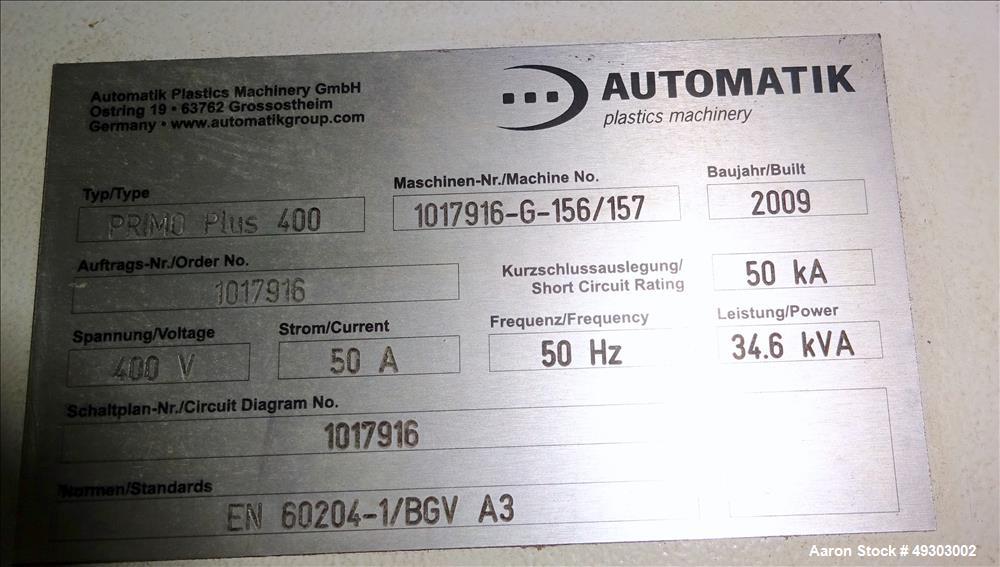 Automatik Plastics Machinery GmbH
Ostring 19 • 63762 Grossostheim
Germany • www.automatikgroup.com
AUTOMATIK
plastics machinery
Typ/Type
PRIMO Plus 400
Maschinen-Nr./Machine No.
1017916-G-156/157
Baujahr/Built
2009
Auftrags-Nr./Order No.
1017916
Kurzschlussauslegung/
Short Circuit Rating
50 kA
Spannung/Voltage
400 V
Strom/Current
50 A
Frequenz/Frequency
50 Hz
Leistung/Power
34.6 kVA
Schaltplan-Nr./Circuit Diagram No.
1017916
Normen/Standards
EN 60204-1/BGV A3
Aaron Stock # 49303002